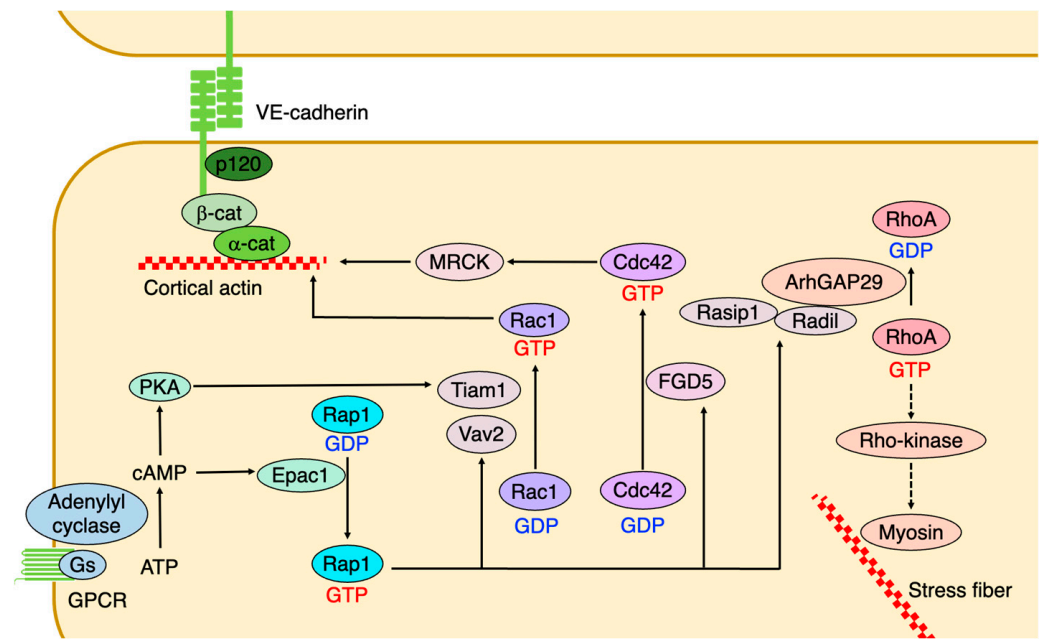 VE-cadherin
p120
β-cat
α-cat
Cortical actin
MRCK
Cdc42
GTP
RhoA
GDP
ArhGAP29
Rasip1
Radil
Rac1
GTP
RhoA
GTP
PKA
Tiam1
FGD5
Rap1
GDP
Vav2
Rho-kinase
cAMP
Epac1
Rac1
GDP
Cdc42
GDP
Adenylyl
cyclase
Myosin
Gs
ATP
GPCR
Rap1
GTP
Stress fiber